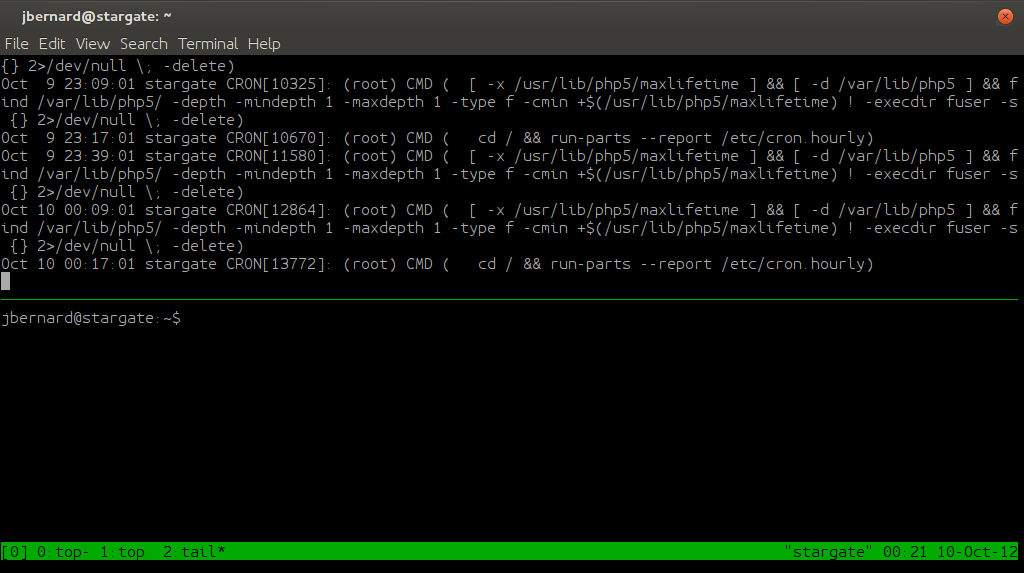 jbernard@stargate: ~
File Edit View Search Terminal Help
{} 2>/dev/null \; -delete)
Oct  9 23:09:01 stargate CRON[10325]: (root) CMD (  [ -x /usr/lib/php5/maxlifetime ] && [ -d /var/lib/php5 ] && f
ind /var/lib/php5/ -depth -mindepth 1 -maxdepth 1 -type f -cmin +$(/usr/lib/php5/maxlifetime) ! -execdir fuser -s
 {} 2>/dev/null \; -delete)
Oct  9 23:17:01 stargate CRON[10670]: (root) CMD (   cd / && run-parts --report /etc/cron.hourly)
Oct  9 23:39:01 stargate CRON[11580]: (root) CMD (  [ -x /usr/lib/php5/maxlifetime ] && [ -d /var/lib/php5 ] && f
ind /var/lib/php5/ -depth -mindepth 1 -maxdepth 1 -type f -cmin +$(/usr/lib/php5/maxlifetime) ! -execdir fuser -s
 {} 2>/dev/null \; -delete)
Oct 10 00:09:01 stargate CRON[12864]: (root) CMD (  [ -x /usr/lib/php5/maxlifetime ] && [ -d /var/lib/php5 ] && f
ind /var/lib/php5/ -depth -mindepth 1 -maxdepth 1 -type f -cmin +$(/usr/lib/php5/maxlifetime) ! -execdir fuser -s
 {} 2>/dev/null \; -delete)
Oct 10 00:17:01 stargate CRON[13772]: (root) CMD (   cd / && run-parts --report /etc/cron.hourly)
jbernard@stargate:~$
[0] 0:top- 1:top  2:tail* "stargate" 00:21 10-Oct-12